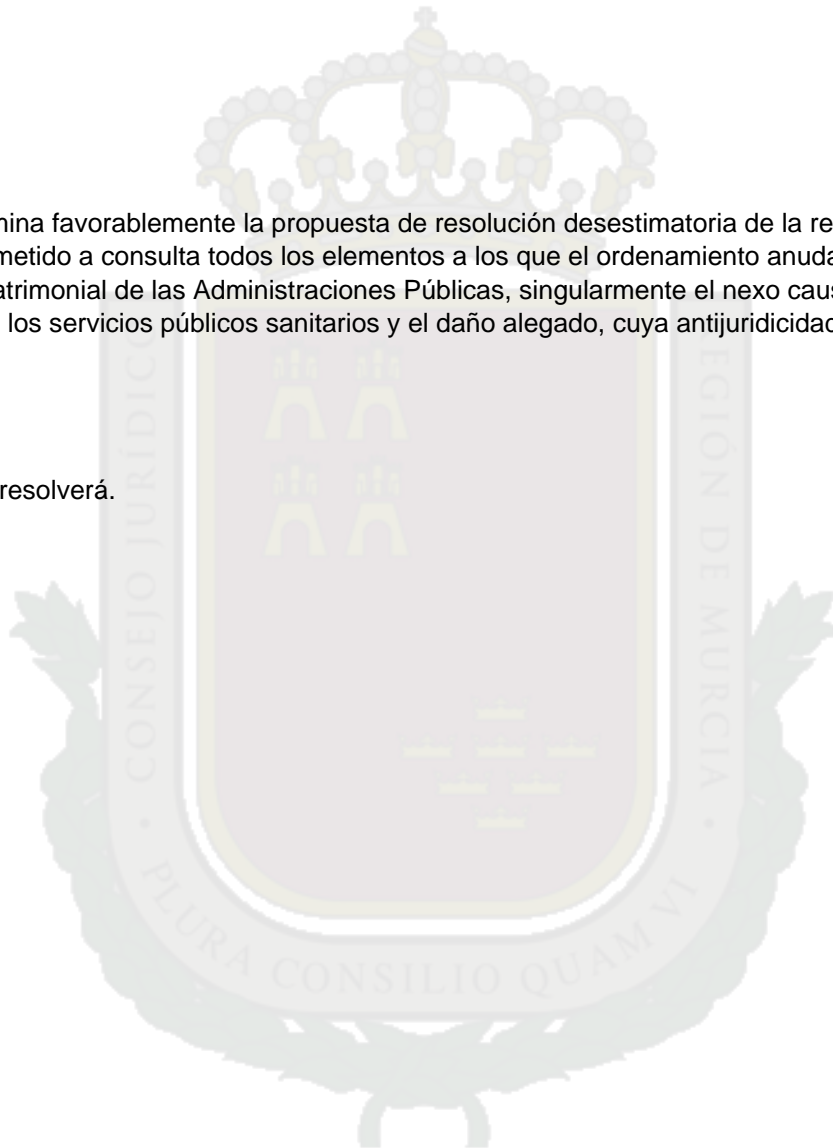 mina favorablemente la propuesta de resolución desestimatoria de la re
metido a consulta todos los elementos a los que el ordenamiento anuda
atrimonial de las Administraciones Públicas, singularmente el nexo caus
los servicios públicos sanitarios y el daño alegado, cuya antijuridicidad
resolverá.
CONSEJO JURÍDICO
REGIÓN DE MURCIA
PLURA CONSILIO QUAM VI